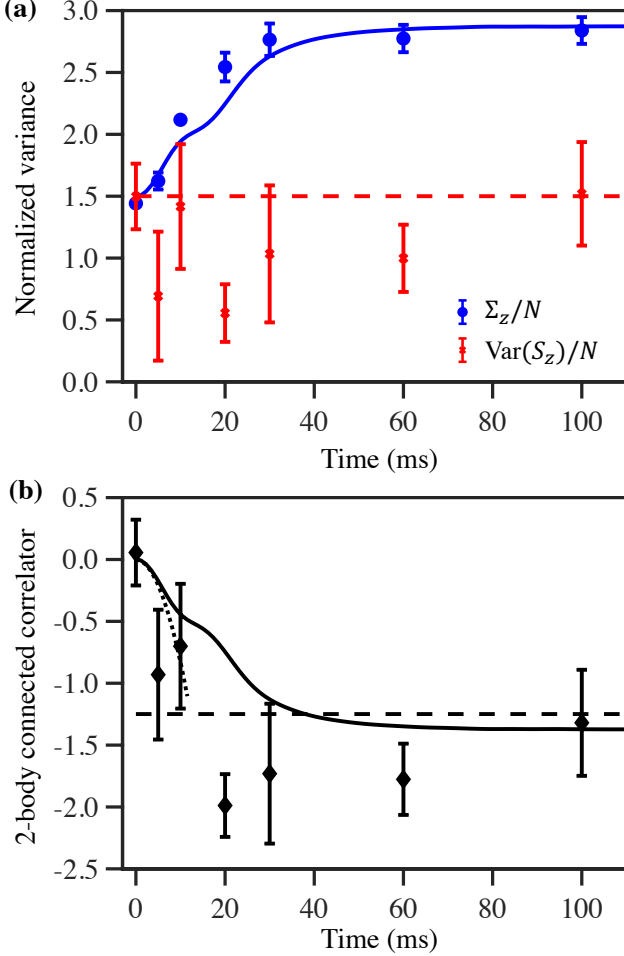 (a)
3.0
2.5
2.0
1.5
1.0
0.5
0.0
Normalized variance
Σ_z/N
Var(S_z)/N
0 20 40 60 80 100
Time (ms)
(b)
0.5
0.0
-0.5
-1.0
-1.5
-2.0
-2.5
2-body connected correlator
0 20 40 60 80 100
Time (ms)